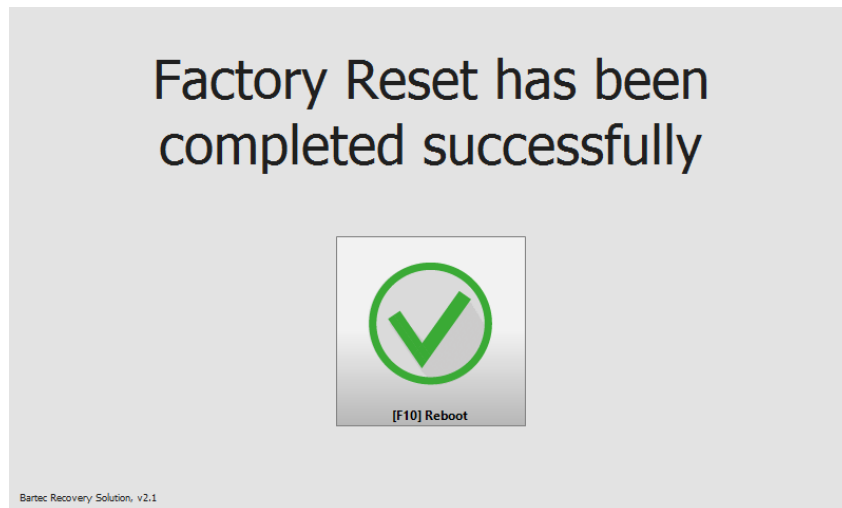 Factory Reset has been
completed successfully
[F10] Reboot
Bartec Recovery Solution, v2.1